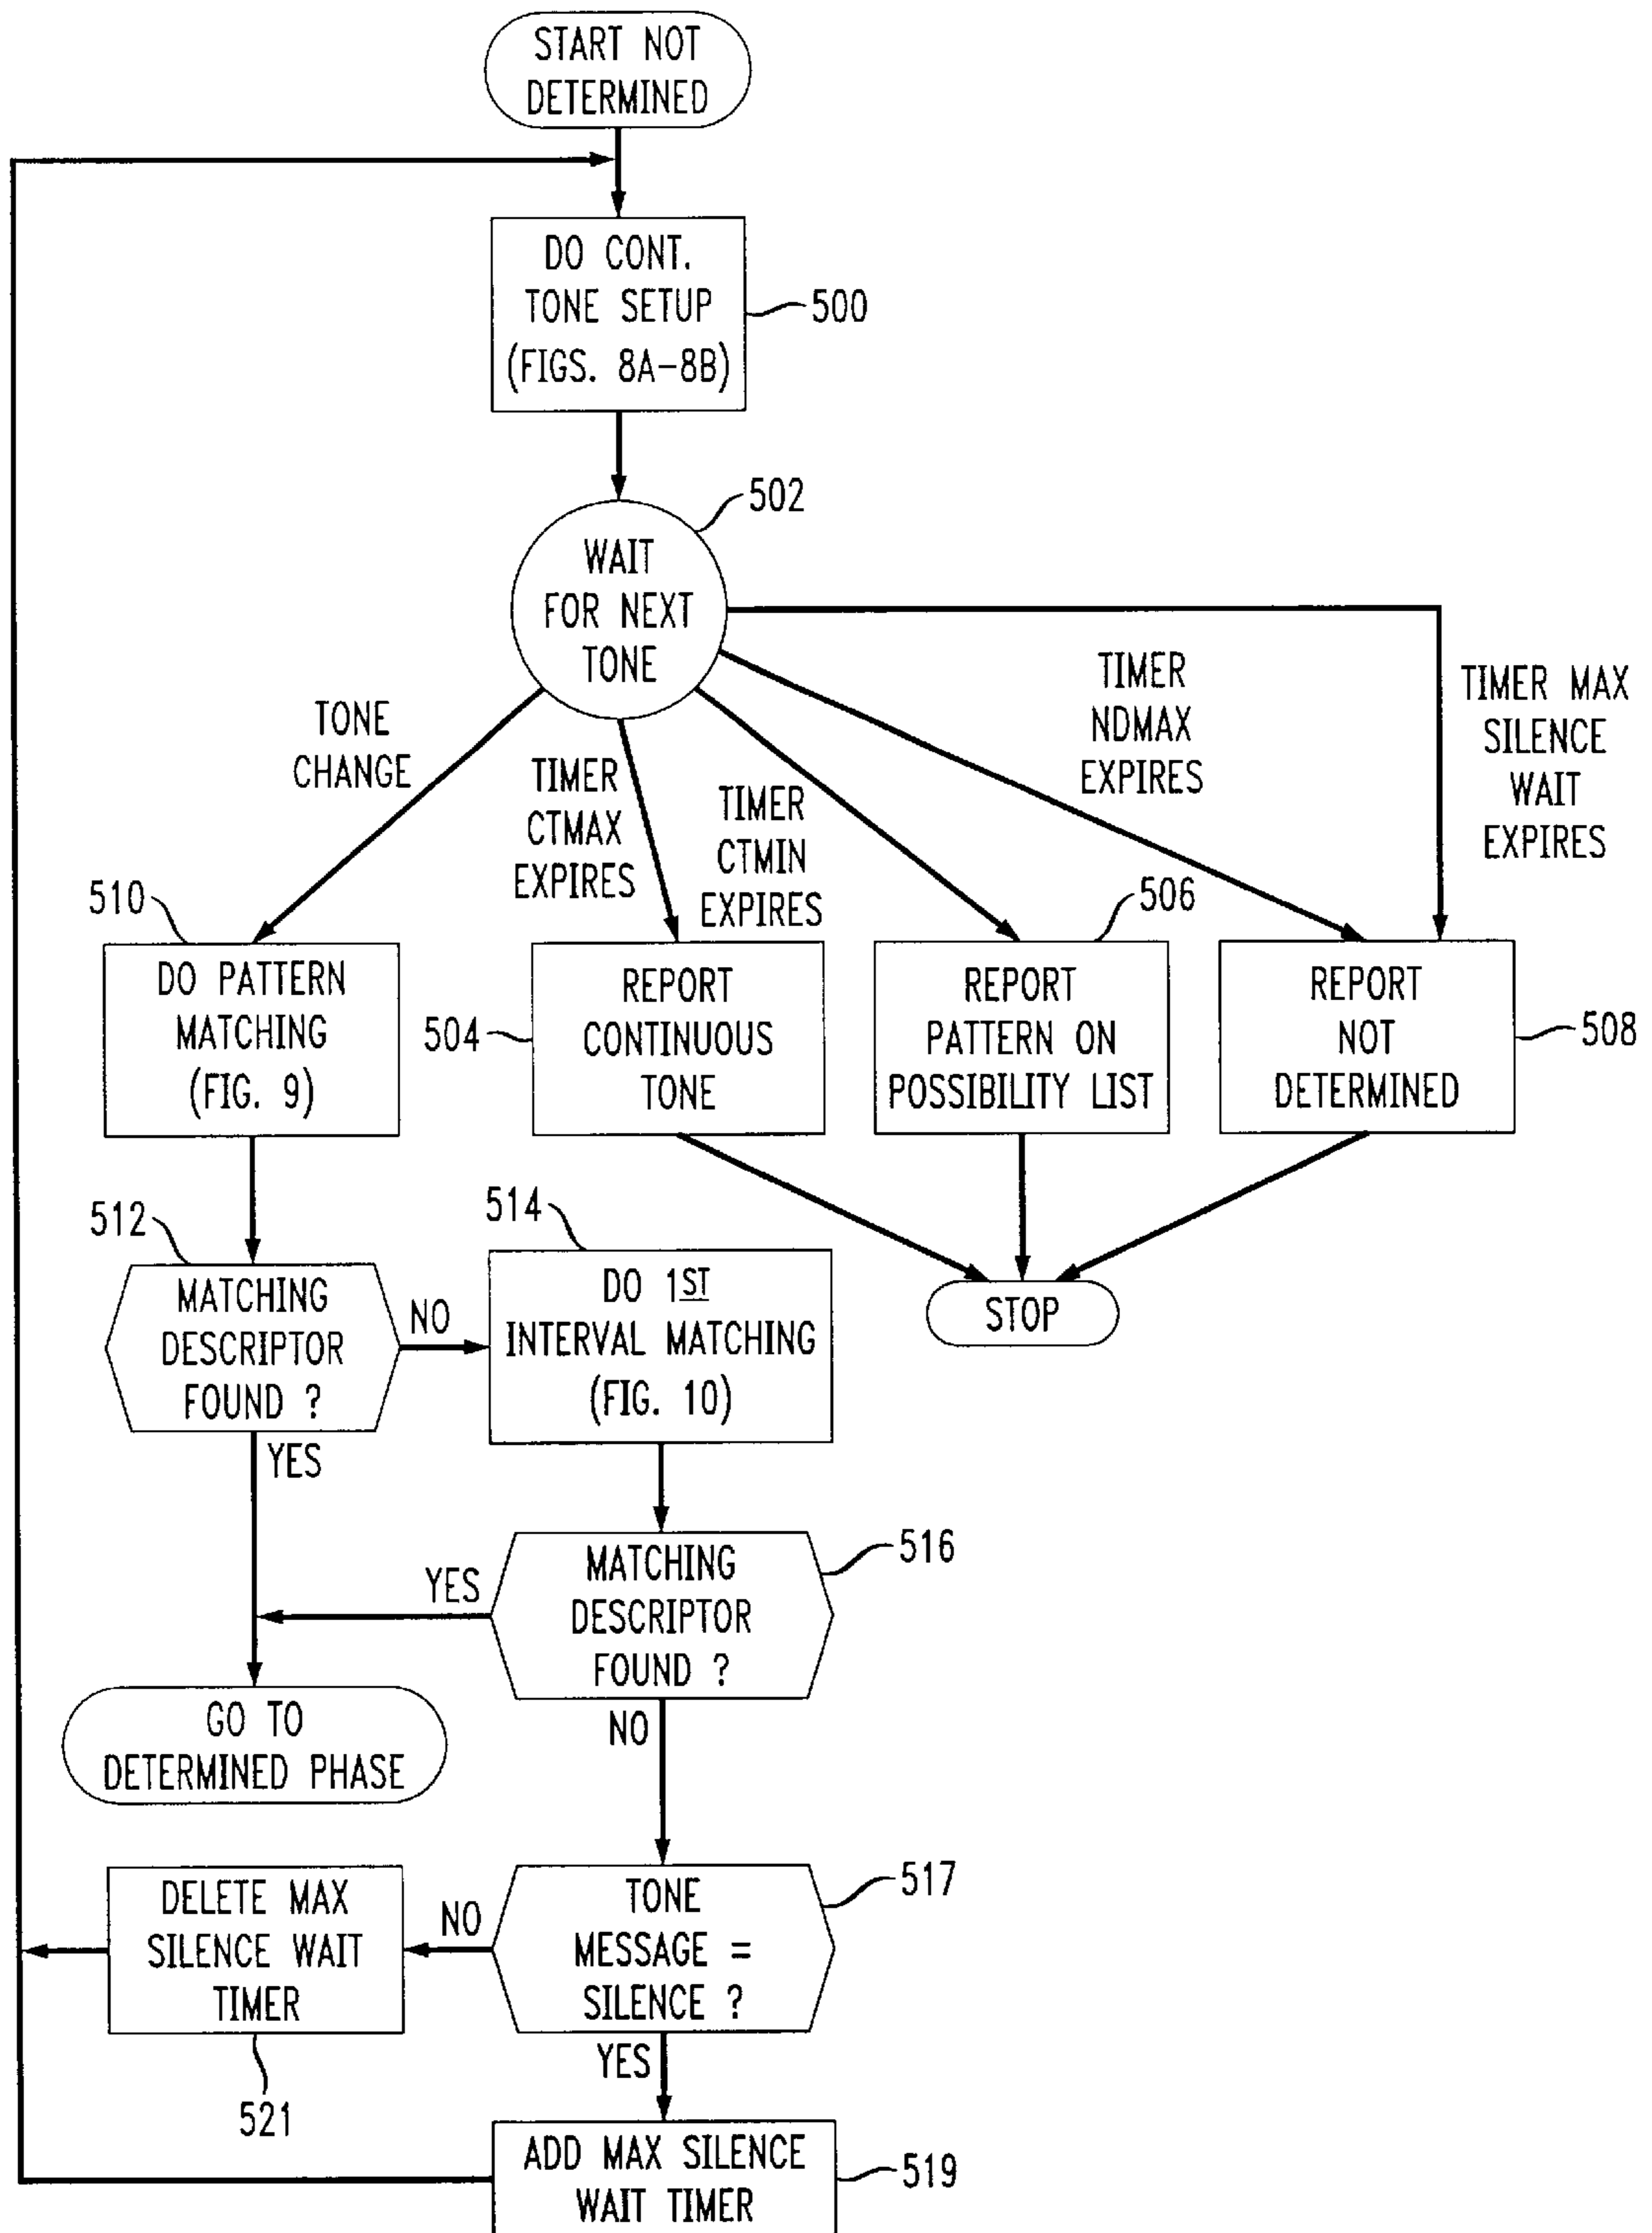 START NOT
DETERMINED
DO CONT.
TONE SETUP
(FIGS. 8A-8B)
500
502
WAIT
FOR NEXT
TONE
TONE
CHANGE
TIMER
CTMAX
EXPIRES
TIMER
CTMIN
EXPIRES
TIMER
NDMAX
EXPIRES
TIMER MAX
SILENCE
WAIT
EXPIRES
510
DO PATTERN
MATCHING
(FIG. 9)
504
REPORT
CONTINUOUS
TONE
506
REPORT
PATTERN ON
POSSIBILITY LIST
REPORT
NOT
DETERMINED
508
512
MATCHING
DESCRIPTOR
FOUND ?
NO
YES
514
DO 1ST
INTERVAL MATCHING
(FIG. 10)
STOP
516
MATCHING
DESCRIPTOR
FOUND ?
YES
NO
GO TO
DETERMINED PHASE
517
TONE
MESSAGE =
SILENCE ?
NO
YES
DELETE MAX
SILENCE WAIT
TIMER
521
ADD MAX SILENCE
WAIT TIMER
519